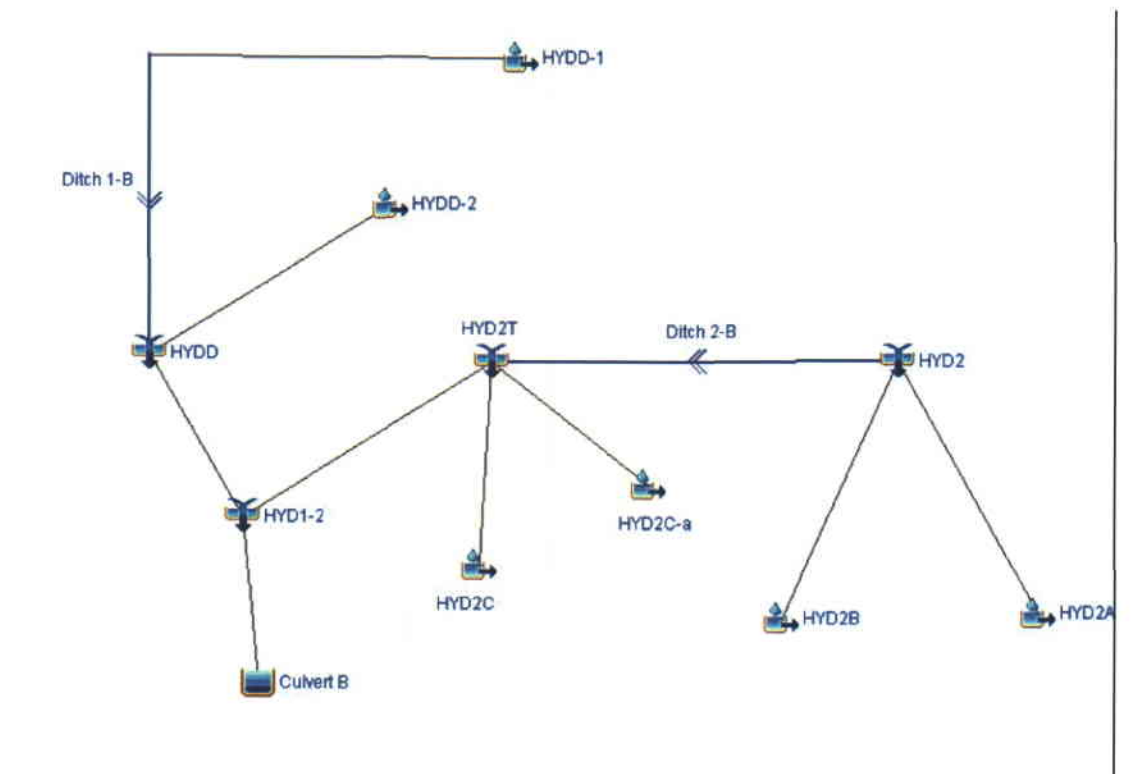 HYDD-1
Ditch 1-B
HYDD-2
HYD2T
Ditch 2-B
HYDD
HYD2
HYD1-2
HYD2C-a
HYD2C
HYD2B
HYD2A
Culvert B